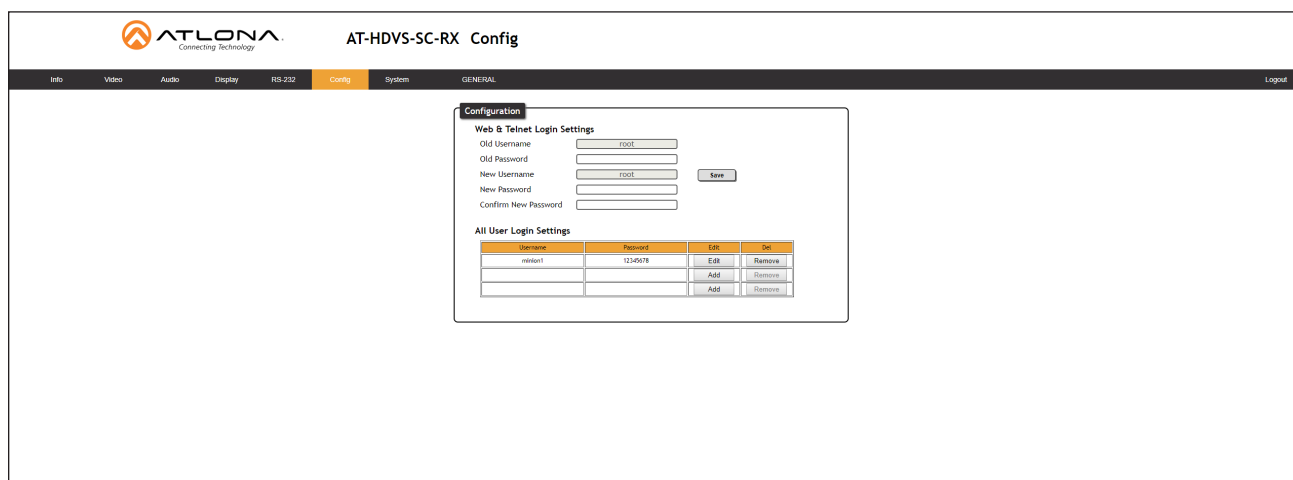 ATLONA.
Connecting Technology
AT-HDVS-SC-RX Config
Info Video Audio Display RS-232 Config System GENERAL Logout
Configuration
Web & Telnet Login Settings
Old Username root
Old Password
New Username root Save
New Password
Confirm New Password
All User Login Settings
Username Password Edit Del
minion1 12345678 Edit Remove
Add Remove
Add Remove